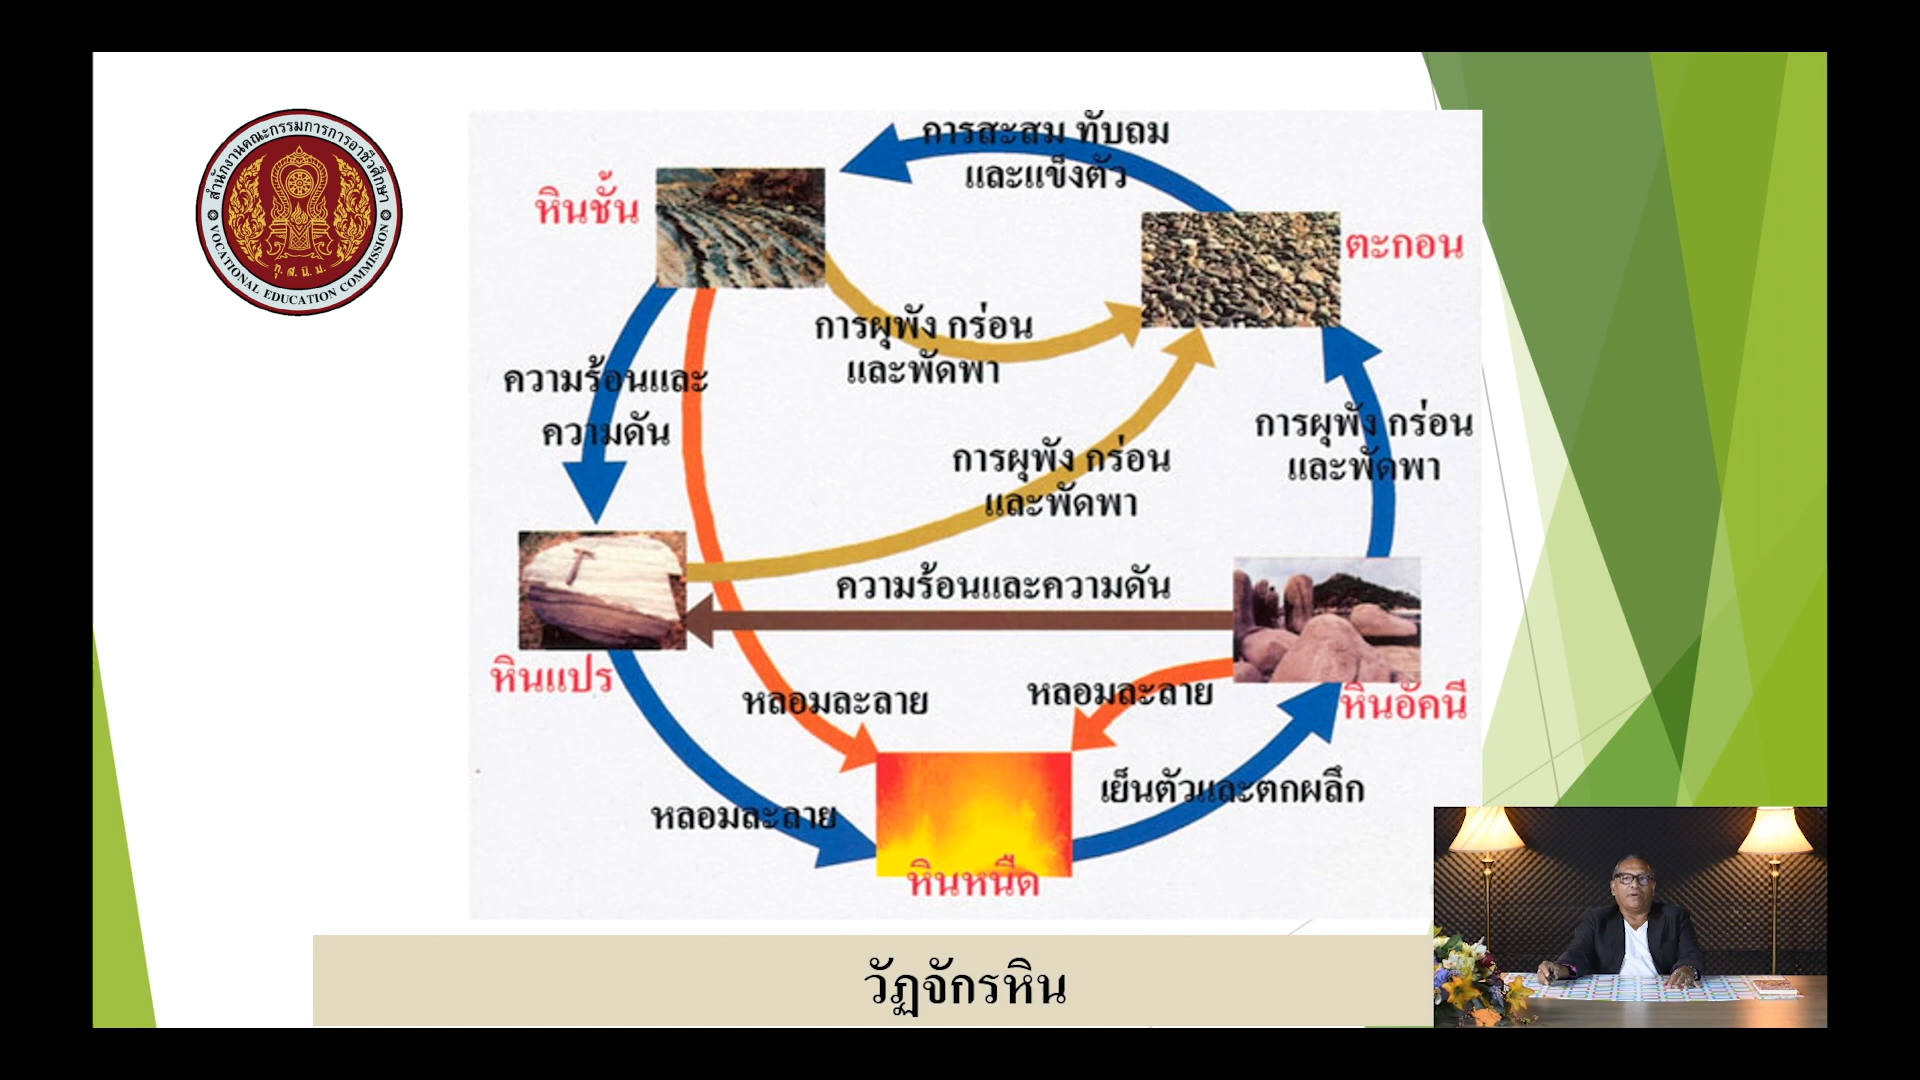 สำนักงานคณะกรรมการการอาชีวศึกษา
ทุ. ส. นิ. ม.
VOCATIONAL EDUCATION COMMISSION
การสะสม ทับถม
และแข็งตัว
หินชั้น
ตะกอน
การผุพัง กร่อน
และพัดพา
ความร้อนและ
ความดัน
การผุพัง กร่อน
และพัดพา
การผุพัง กร่อน
และพัดพา
ความร้อนและความดัน
หินแปร
หลอมละลาย
หลอมละลาย
หินอัคนี
หลอมละลาย
เย็นตัวและตกผลึก
หินหนืด
วัฏจักรหิน